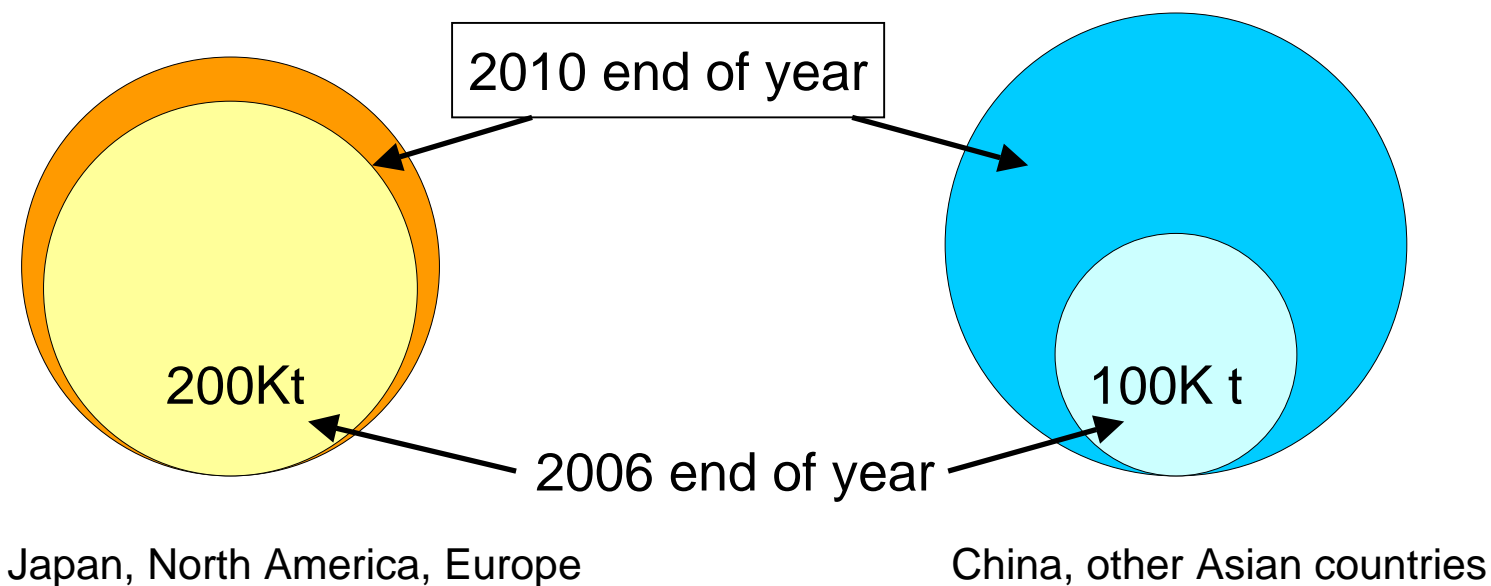 2010 end of year
200Kt
100K t
2006 end of year
Japan, North America, Europe
China, other Asian countries